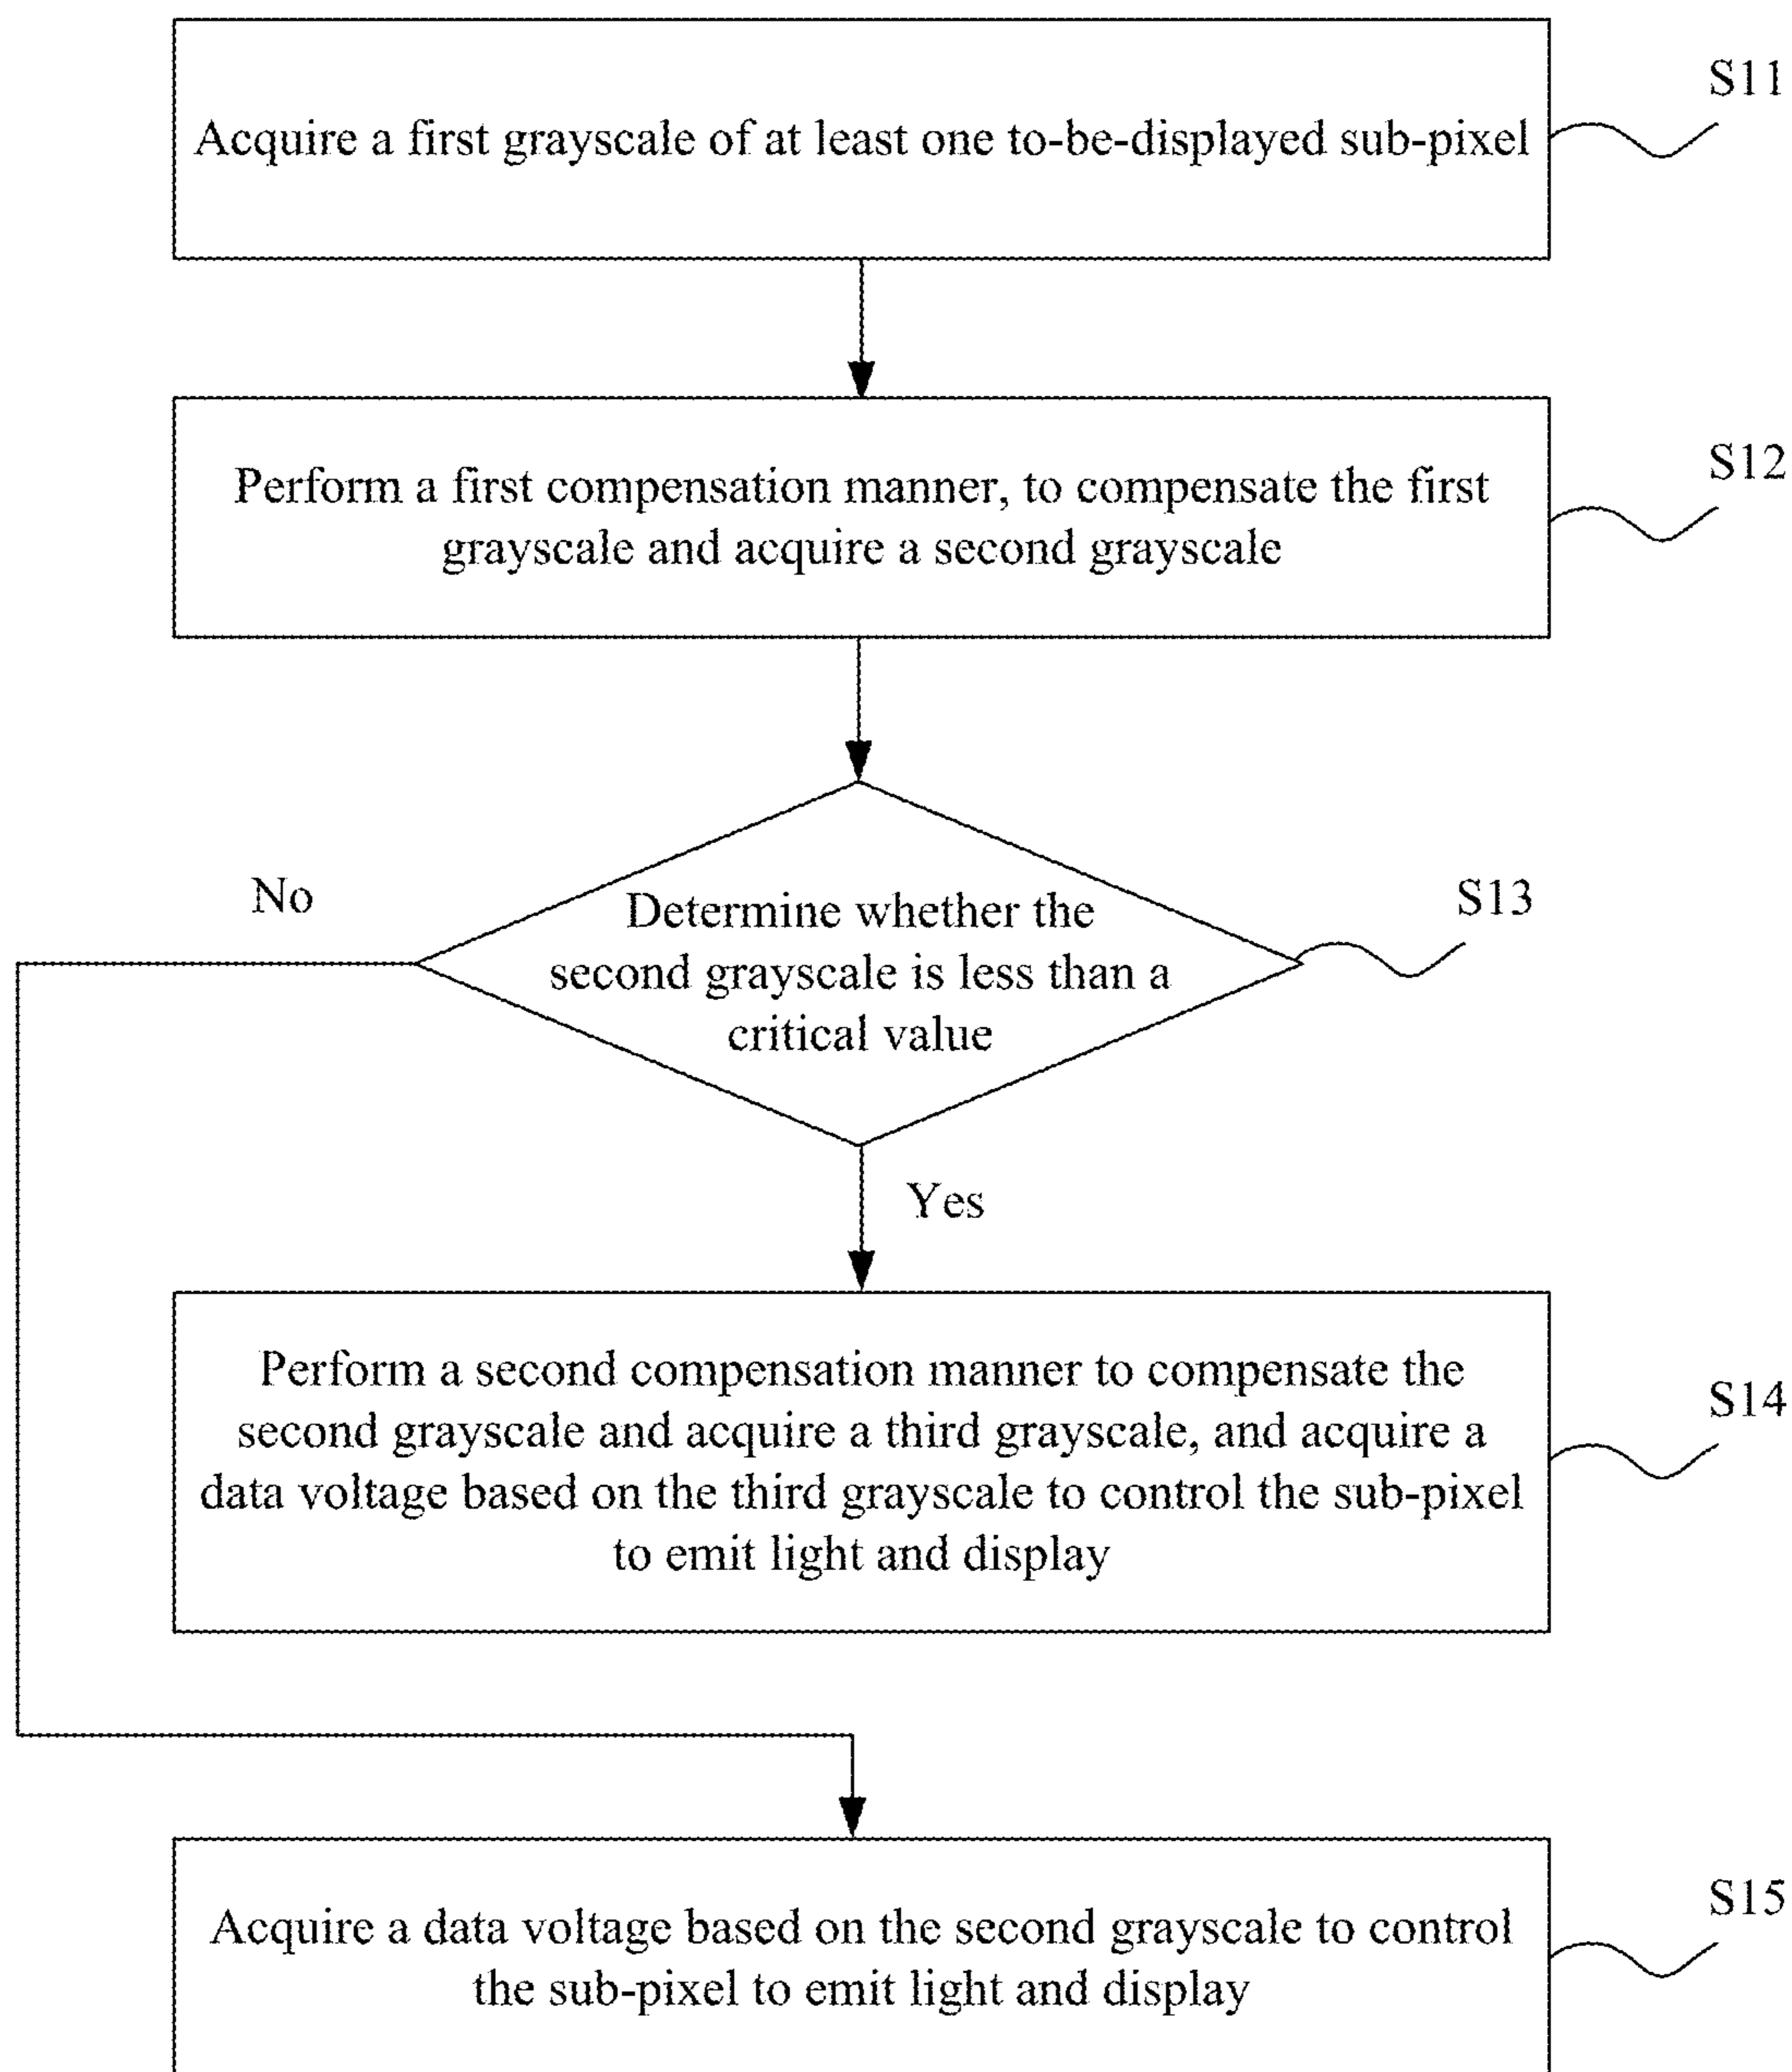 S11
Acquire a first grayscale of at least one to-be-displayed sub-pixel
S12
Perform a first compensation manner, to compensate the first
grayscale and acquire a second grayscale
No
S13
Determine whether the
second grayscale is less than a
critical value
Yes
Perform a second compensation manner to compensate the
S14
second grayscale and acquire a third grayscale, and acquire a
data voltage based on the third grayscale to control the sub-pixel
to emit light and display
S15
Acquire a data voltage based on the second grayscale to control
the sub-pixel to emit light and display